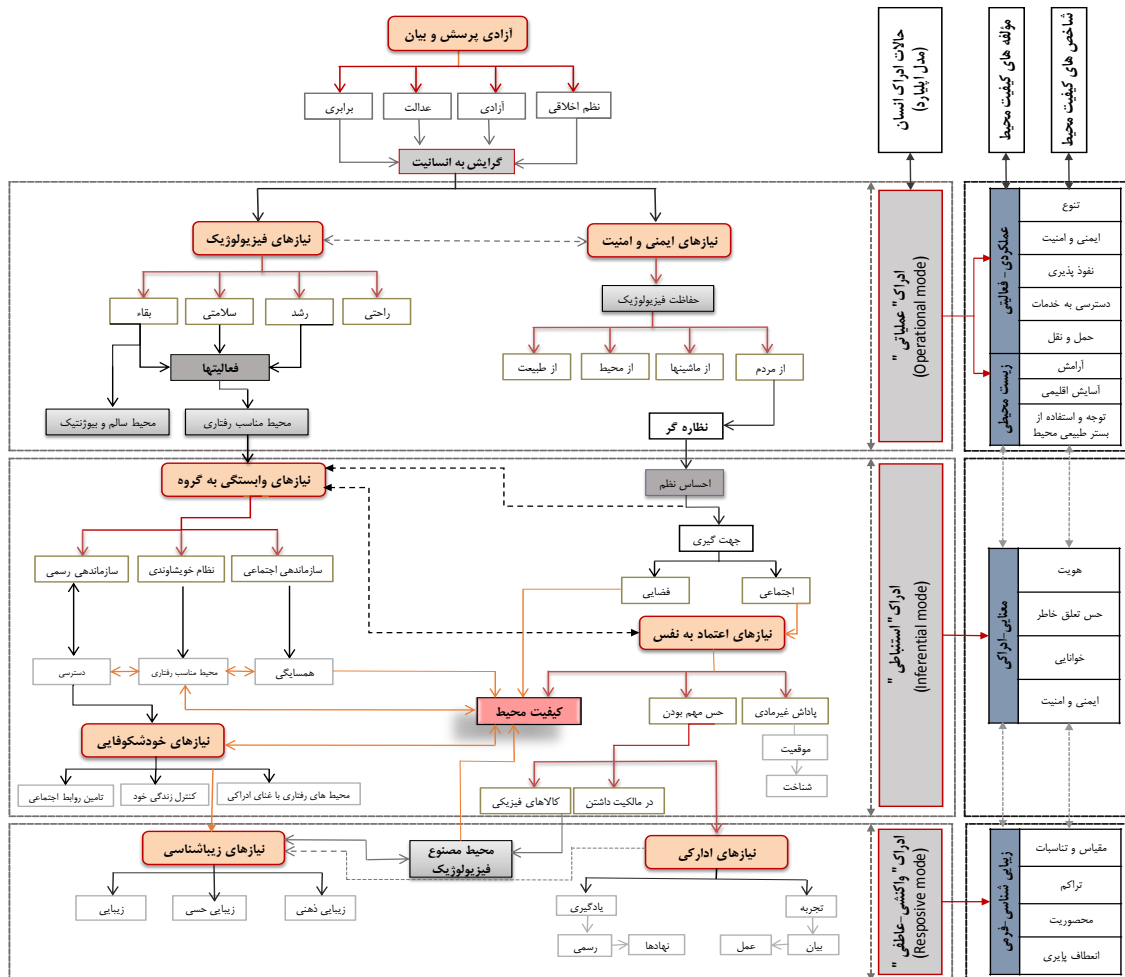 آزادی پرسش و بیان
نظم اخلاقی
آزادی
عدالت
برابری
گرایش به انسانیت
حالات ادراک انسان
(مدل اپلیارد)
مؤلفه های کیفیت محیط
شاخص های کیفیت محیط
نیازهای ایمنی و امنیت
نیازهای فیزیولوژیک
حفاظت فیزیولوژیک
راحتی
رشد
سلامتی
بقاء
از مردم
از ماشینها
از محیط
از طبیعت
فعالیتها
نظاره گر
محیط مناسب رفتاری
محیط سالم و بیوژنتیک
ادراک" عملیاتی "
(Operational mode)
عملکردی - فعالیتی
تنوع
ایمنی و امنیت
نفوذ پذیری
دسترسی به خدمات
حمل و نقل
زیست محیطی
آرامش
آسایش اقلیمی
توجه و استفاده از
بستر طبیعی محیط
نیازهای وابستگی به گروه
احساس نظم
جهت گیری
سازماندهی اجتماعی
نظام خویشاوندی
سازماندهی رسمی
اجتماعی
فضایی
نیازهای اعتماد به نفس
همسایگی
محیط مناسب رفتاری
دسترسی
کیفیت محیط
پاداش غیرمادی
حس مهم بودن
نیازهای خودشکوفایی
موقعیت
شناخت
محیط های رفتاری با غنای ادراکی
کنترل زندگی خود
تامین روابط اجتماعی
در مالکیت داشتن
کالاهای فیزیکی
ادراک" استنباطی "
(Inferential mode)
معنایی-ادراکی
هویت
حس تعلق خاطر
خوانایی
ایمنی و امنیت
نیازهای ادارکی
محیط مصنوع
فیزیولوژیک
نیازهای زیباشناسی
تجربه
یادگیری
زیبایی ذهنی
زیبایی حسی
زیبایی
بیان
عمل
نهادها
رسمی
ادراک "واکنشی-عاطفی "
(Resposive mode)
زیبایی شناسی -فرمی
مقیاس و تناسبات
تراکم
محصوریت
انعطاف پایری